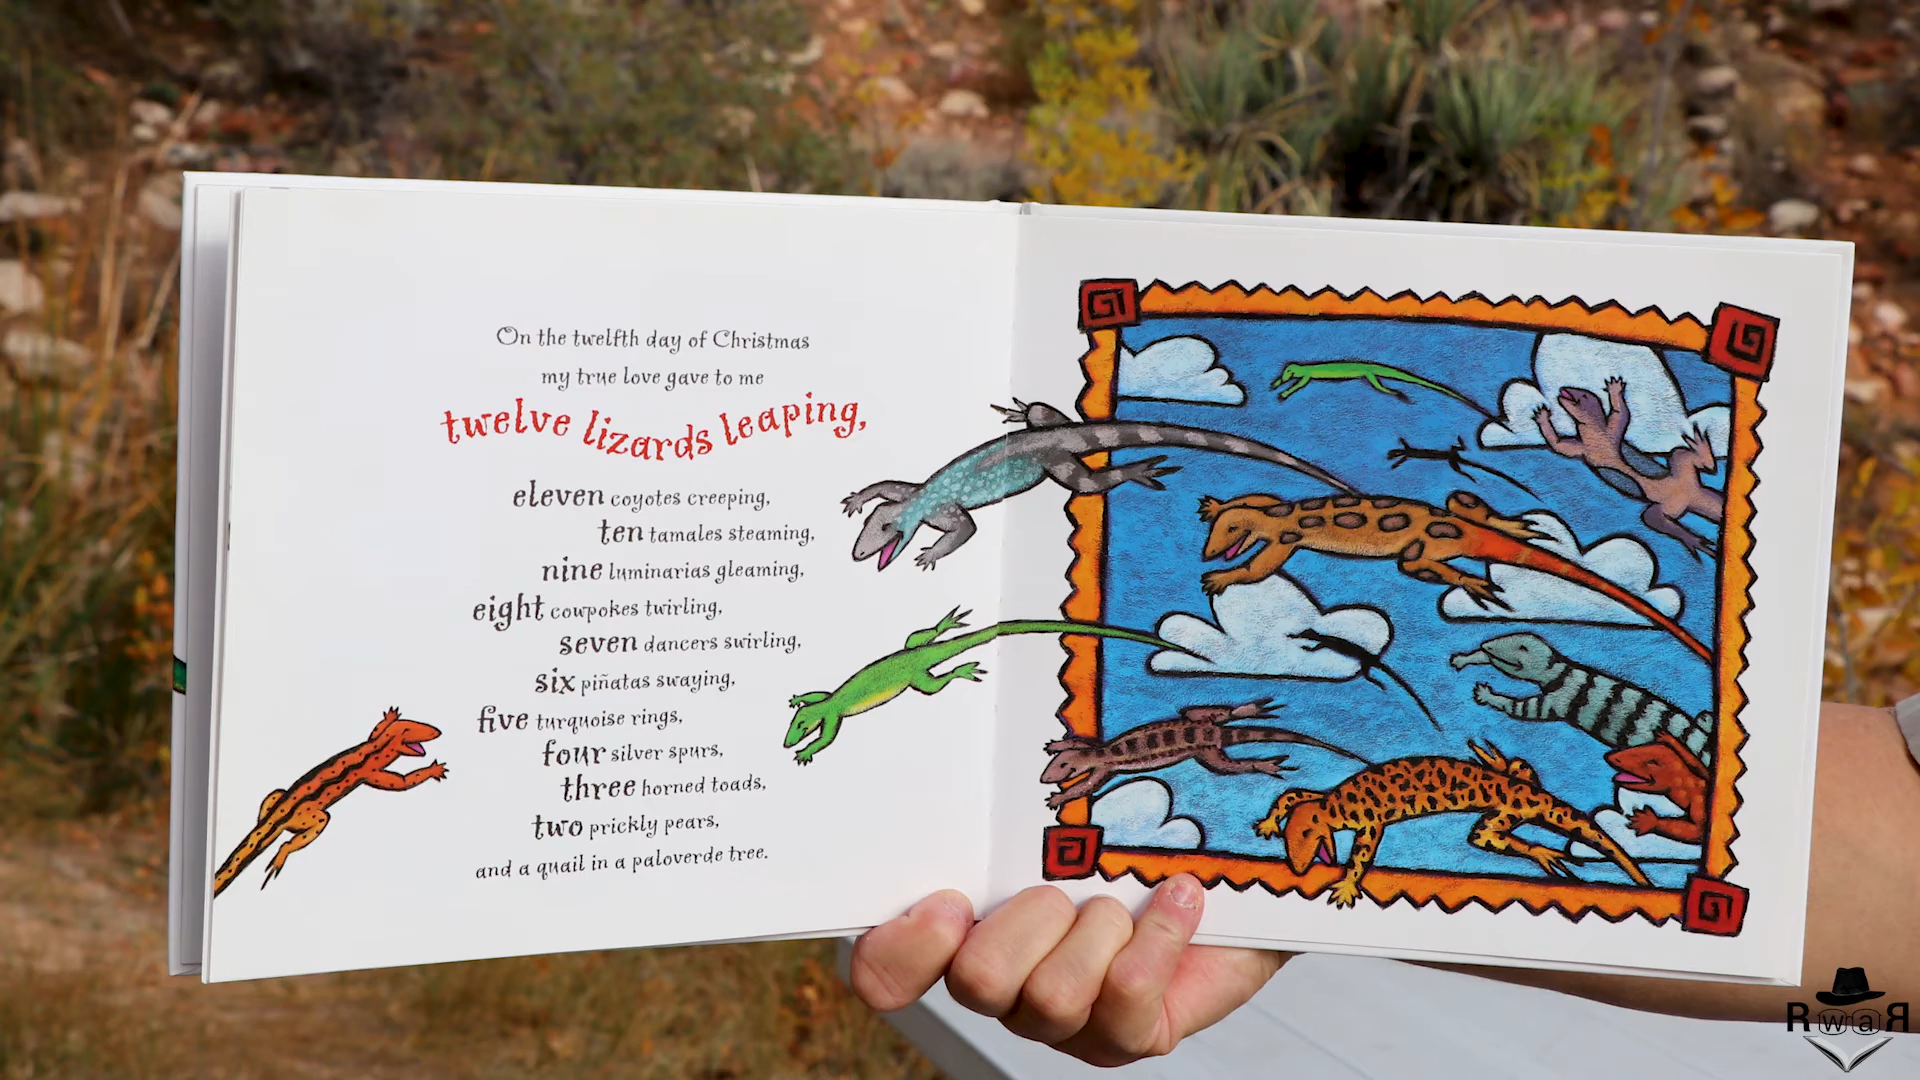 On the twelfth day of Christmas
my true love gave to me
twelve lizards leaping,
eleven coyotes creeping,
ten tamales steaming,
nine luminarias gleaming,
eight cowpokes twirling,
seven dancers swirling,
six piñatas swaying,
five turquoise rings,
four silver spurs,
three horned toads,
two prickly pears,
and a quail in a paloverde tree.
RwaR